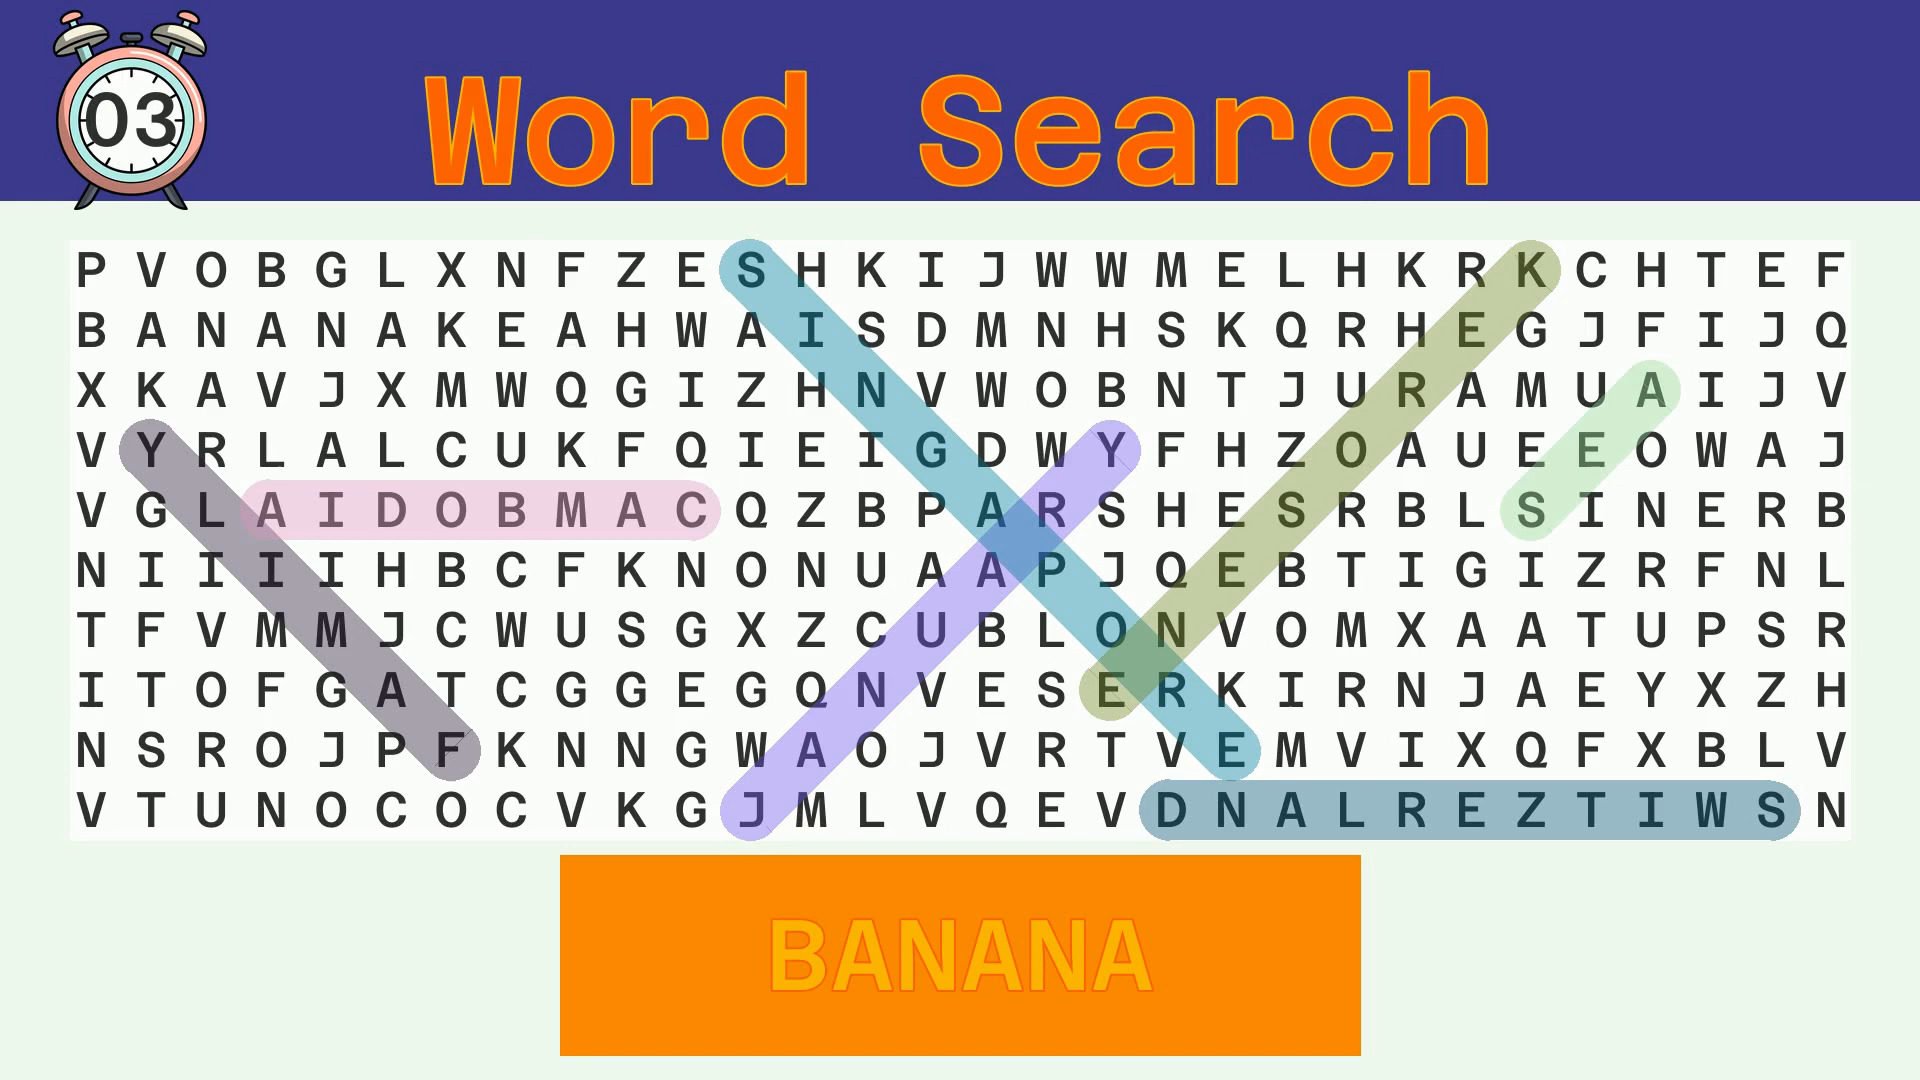 03
Word Search
P V O B G L X N F Z E S H K I J W W M E L H K R K C H T E F
B A N A N A K E A H W A I S D M N H S K Q R H E G J F I J Q
X K A V J X M W Q G I Z H N V W O B N T J U R A M U A I J V
V Y R L A L C U K F Q I E I G D W Y F H Z O A U E E O W A J
V G L A I D O B M A C Q Z B P A R S H E S R B L S I N E R B
N I I I I H B C F K N O N U A A P J Q E B T I G I Z R F N L
T F V M M J C W U S G X Z C U B L O N V O M X A A T U P S R
I T O F G A T C G G E G Q N V E S E R K I R N J A E Y X Z H
N S R O J P F K N N G W A O J V R T V E M V I X Q F X B L V
V T U N O C O C V K G J M L V Q E V D N A L R E Z T I W S N
BANANA